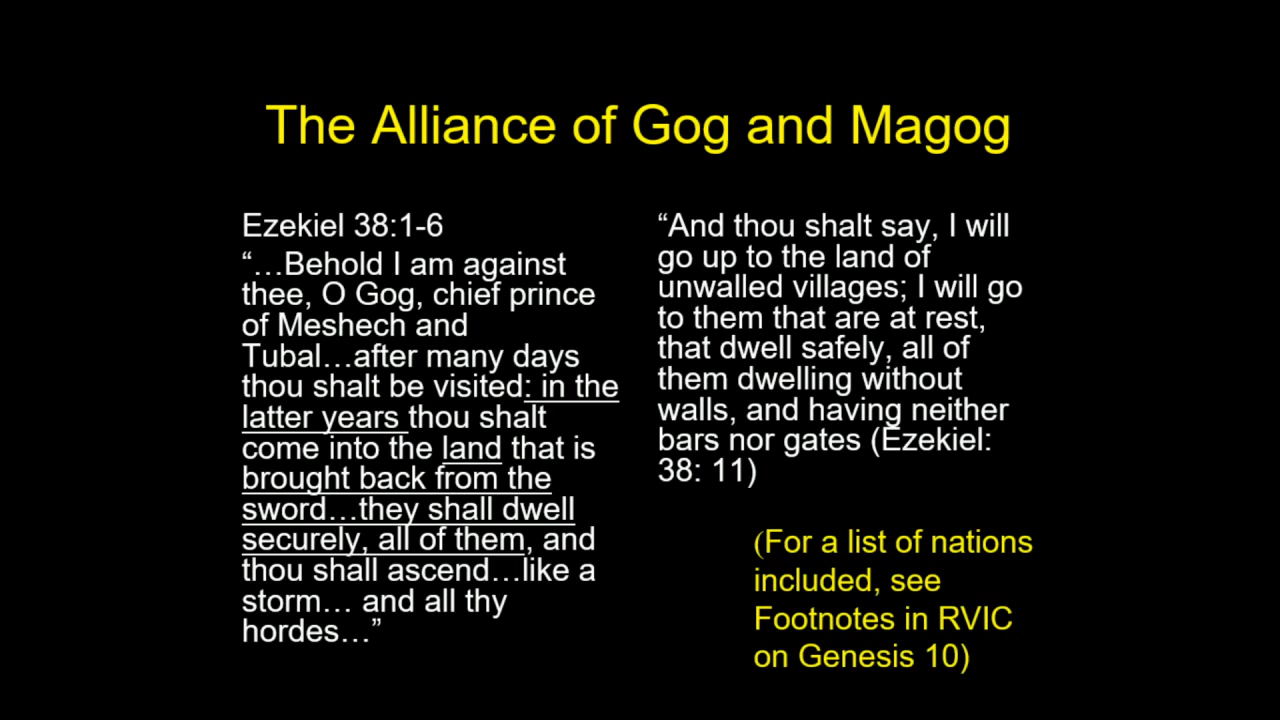 The Alliance of Gog and Magog
Ezekiel 38:1-6
“…Behold I am against
thee, O Gog, chief prince
of Meshech and
Tubal…after many days
thou shalt be visited: in the
latter years thou shalt
come into the land that is
brought back from the
sword…they shall dwell
securely, all of them, and
thou shall ascend…like a
storm… and all thy
hordes…”
“And thou shalt say, I will
go up to the land of
unwalled villages; I will go
to them that are at rest,
that dwell safely, all of
them dwelling without
walls, and having neither
bars nor gates (Ezekiel:
38: 11)
(For a list of nations
included, see
Footnotes in RVIC
on Genesis 10)